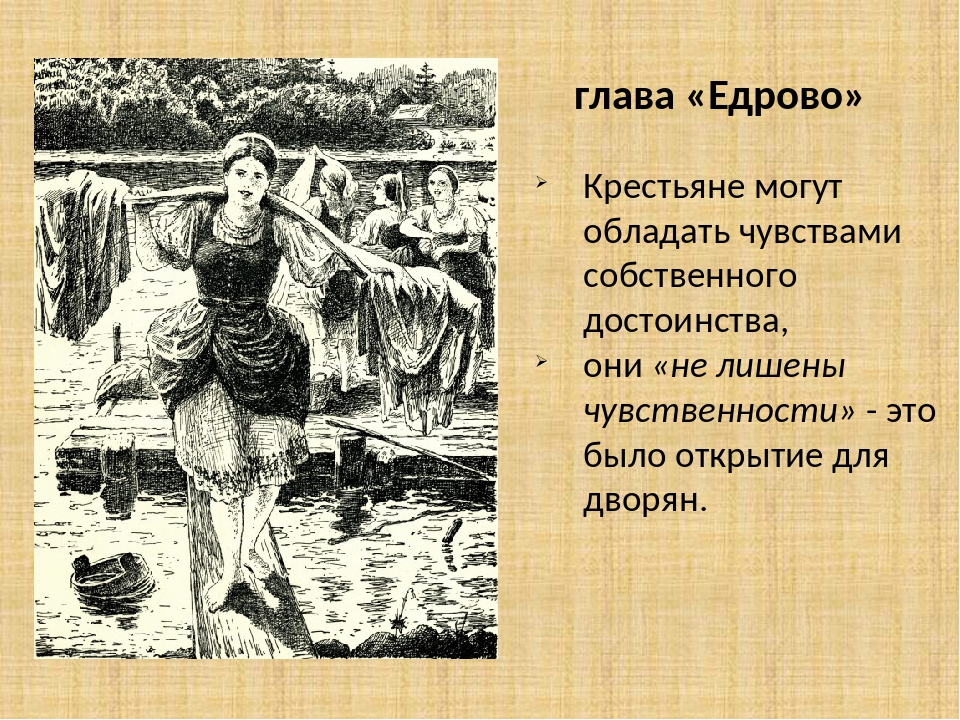 глава «Едрово»
Крестьяне могут
обладать чувствами
собственного
достоинства,
они «не лишены
чувственности» - это
было открытие для
дворян.